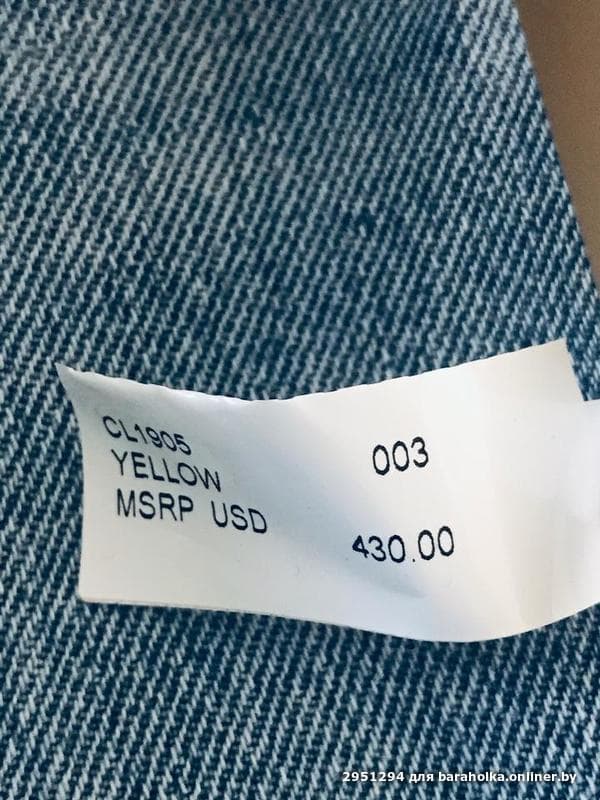 CL1905 003
YELLOW
MSRP USD 430.00
2951294 для baraholka.onliner.by